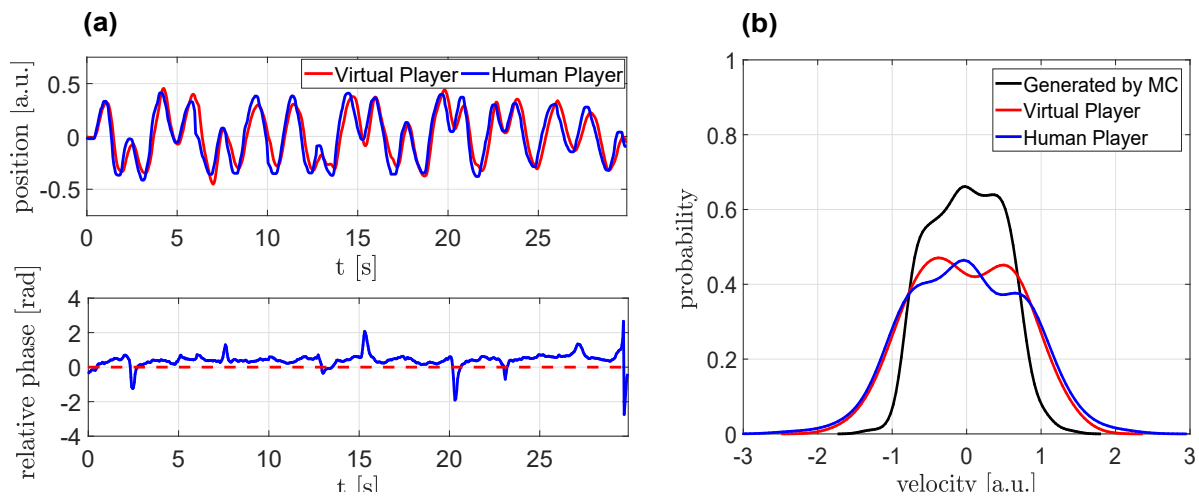 (a)
position [a.u.]
0.5
0
-0.5
Virtual Player Human Player
0 5 10 15 20 25
t [s]
relative phase [rad]
4
2
0
-2
-4
0 5 10 15 20 25
t [s]
(b)
probability
1
0.8
0.6
0.4
0.2
0
Generated by MC
Virtual Player
Human Player
-3 -2 -1 0 1 2 3
velocity [a.u.]